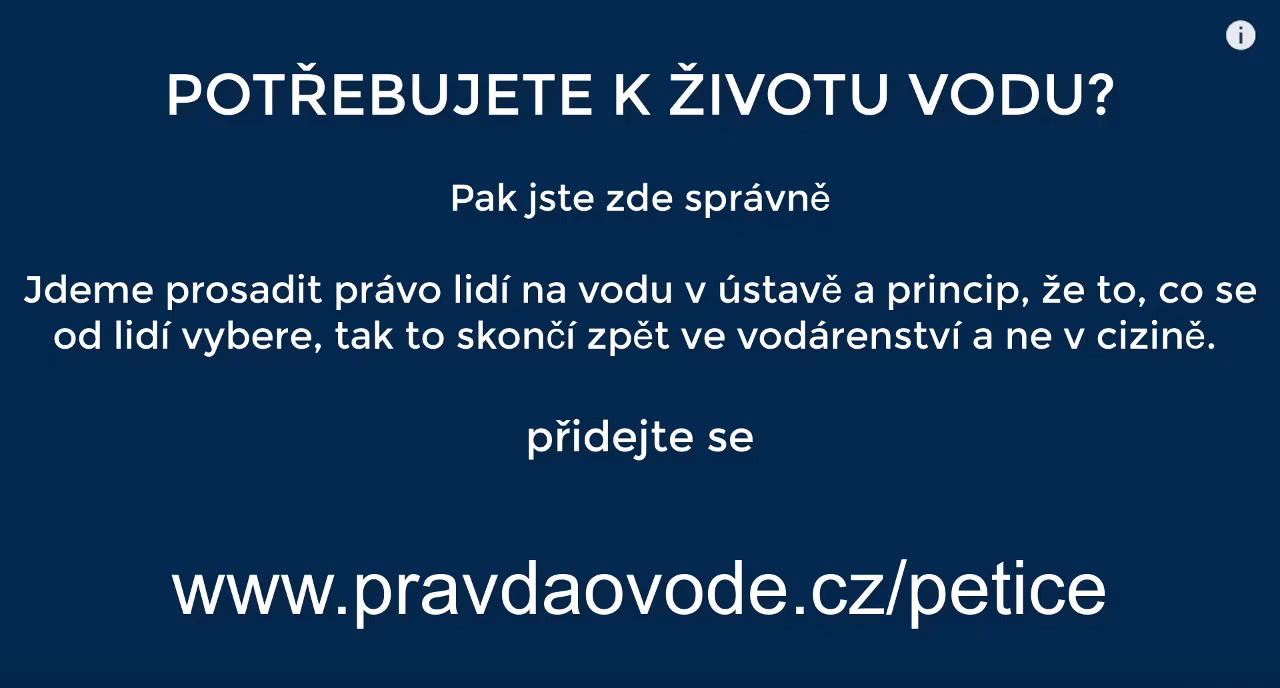 POTŘEBUJETE K ŽIVOTU VODU?
Pak jste zde správně
Jdeme prosadit právo lidí na vodu v ústavě a princip, že to, co se
od lidí vybere, tak to skončí zpět ve vodárenství a ne v cizině.
přidejte se
www.pravdaovode.cz/petice